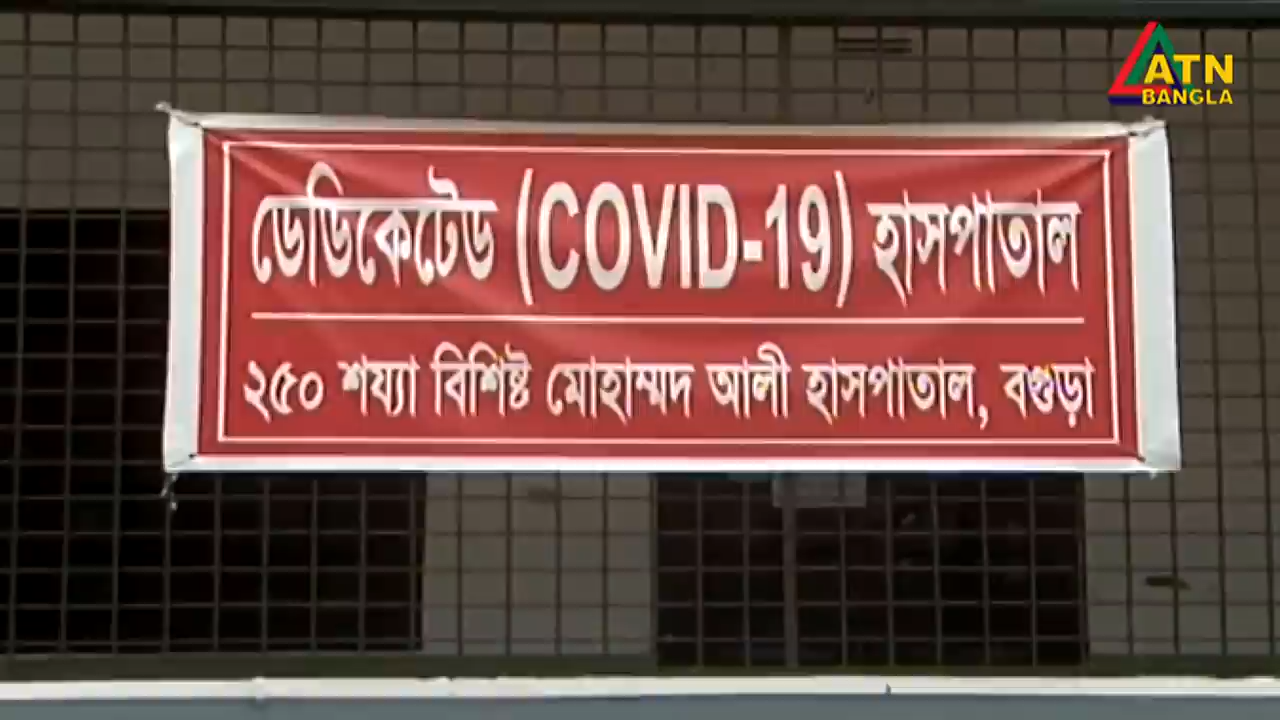 ATN
BANGLA
ডেডিকেটেড (COVID-19) হাসপাতাল
২৫০ শয্যা বিশিষ্ট মোহাম্মদ আলী হাসপাতাল, বগুড়া